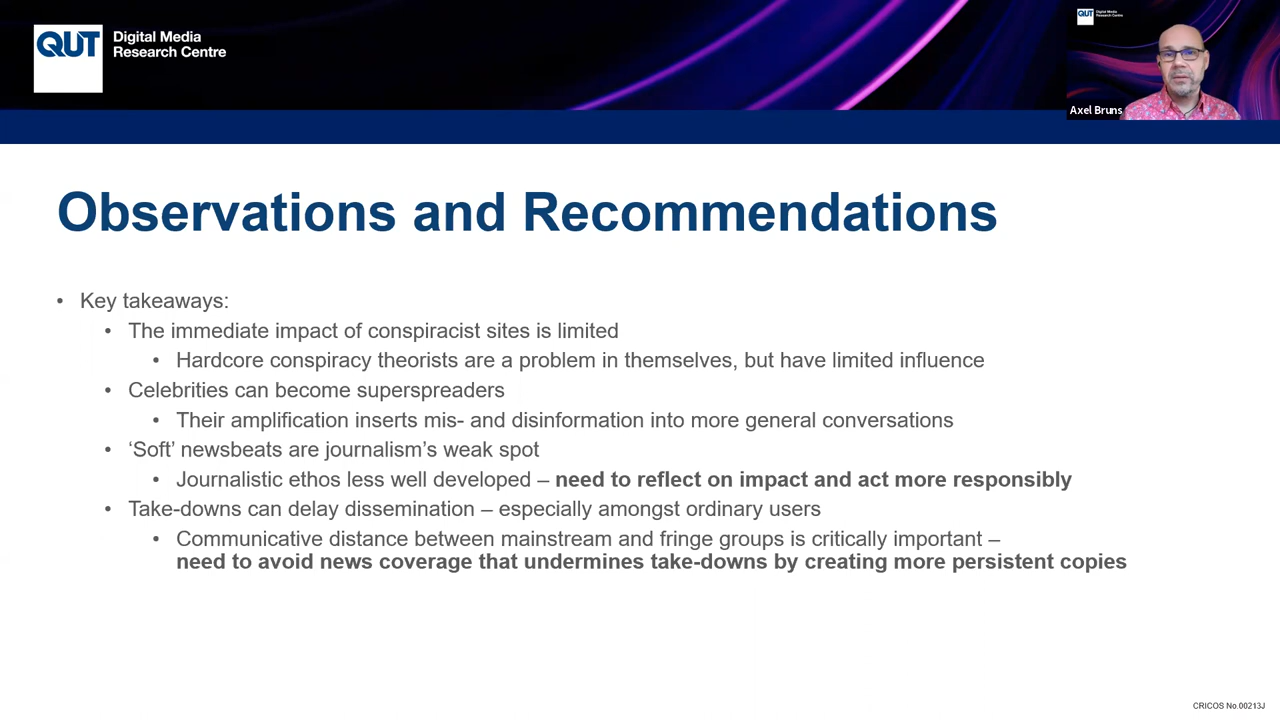 QUT
Digital Media
Research Centre
Axel Bruns
Observations and Recommendations
• Key takeaways:
• The immediate impact of conspiracist sites is limited
• Hardcore conspiracy theorists are a problem in themselves, but have limited influence
• Celebrities can become superspreaders
• Their amplification inserts mis- and disinformation into more general conversations
• ‘Soft’ newsbeats are journalism’s weak spot
• Journalistic ethos less well developed – need to reflect on impact and act more responsibly
• Take-downs can delay dissemination – especially amongst ordinary users
• Communicative distance between mainstream and fringe groups is critically important –
need to avoid news coverage that undermines take-downs by creating more persistent copies
CRICOS No.00213J